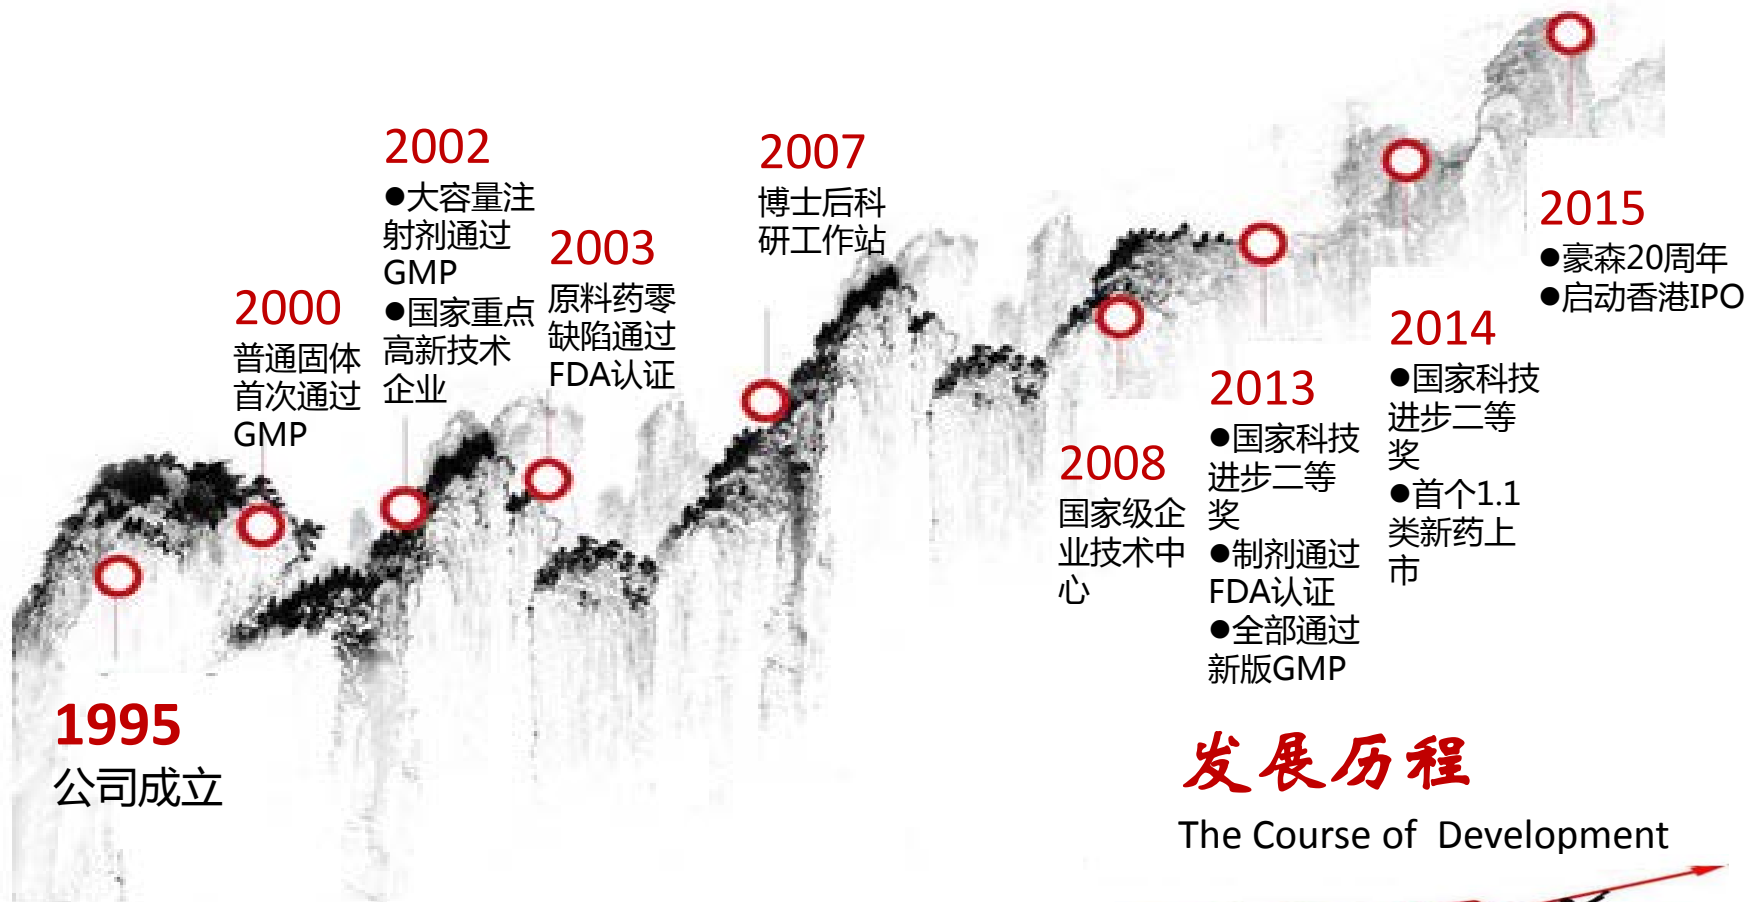 1995
公司成立
2000
普通固体
首次通过
GMP
2002
●大容量注
射剂通过
GMP
●国家重点
高新技术
企业
2003
原料药零
缺陷通过
FDA认证
2007
博士后科
研工作站
2008
国家级企
业技术中
心
2013
●国家科技
进步二等
奖
●制剂通过
FDA认证
●全部通过
新版GMP
2014
●国家科技
进步二等
奖
●首个1.1
类新药上
市
2015
●豪森20周年
●启动香港IPO
发展历程
The Course of Development